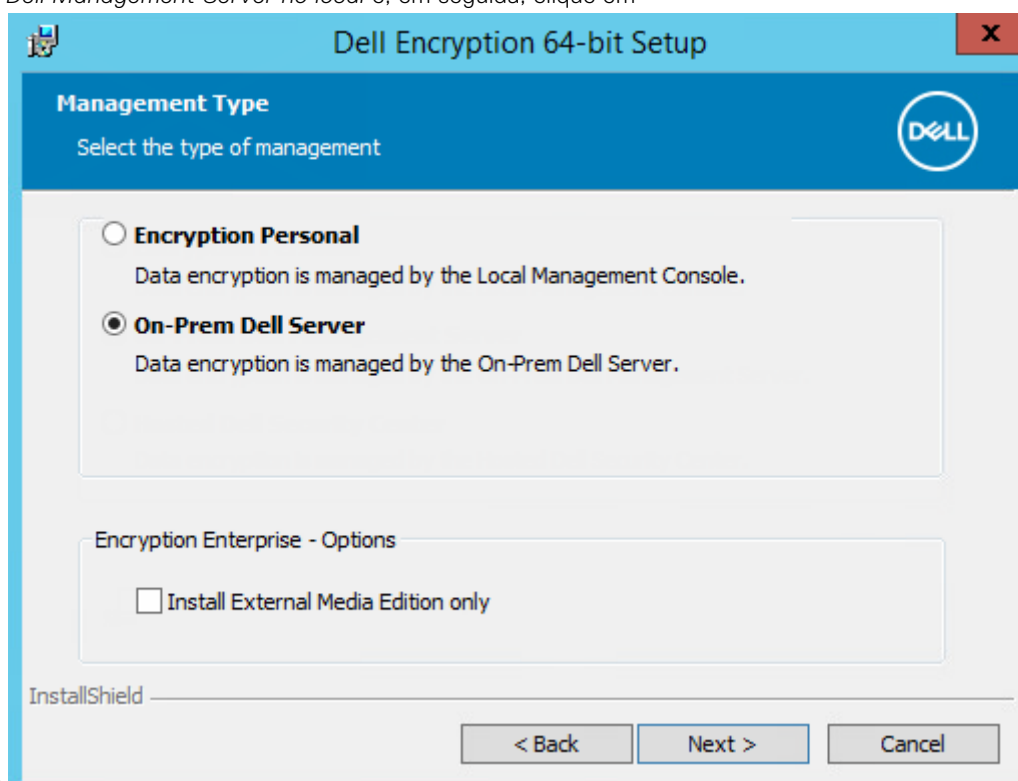 Dell Management Server no local e, em seguida, clique em
Dell Encryption 64-bit Setup
x
Management Type
Select the type of management
DELL
Encryption Personal
Data encryption is managed by the Local Management Console.
On-Prem Dell Server
Data encryption is managed by the On-Prem Dell Server.
Encryption Enterprise - Options
Install External Media Edition only
InstallShield
< Back Next > Cancel